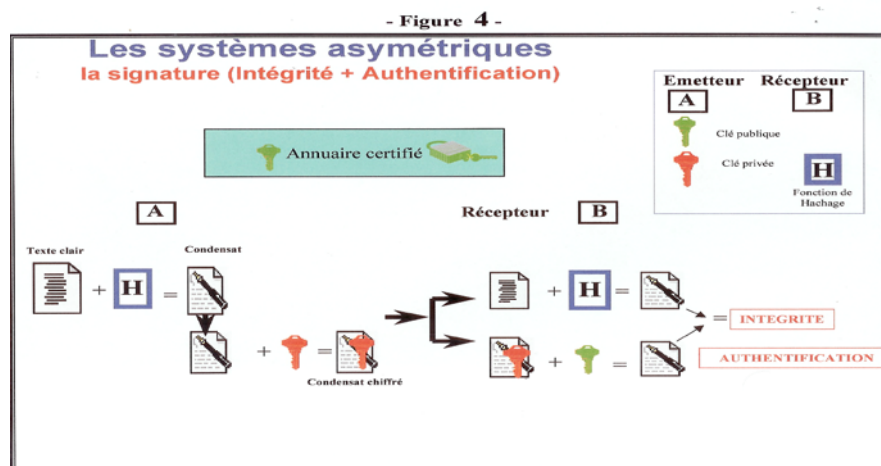 - Figure 4 -
Les systèmes asymétriques
la signature (Intégrité + Authentification)
Emetteur Récepteur
A B
Clé publique
Clé privée
H
Fonction de
Hachage
Annuaire certifié
A
Récepteur B
Texte clair
Condensat
+ H =
+ =
Condensat chiffré
+ H =
= INTEGRITE
+ =
AUTHENTIFICATION